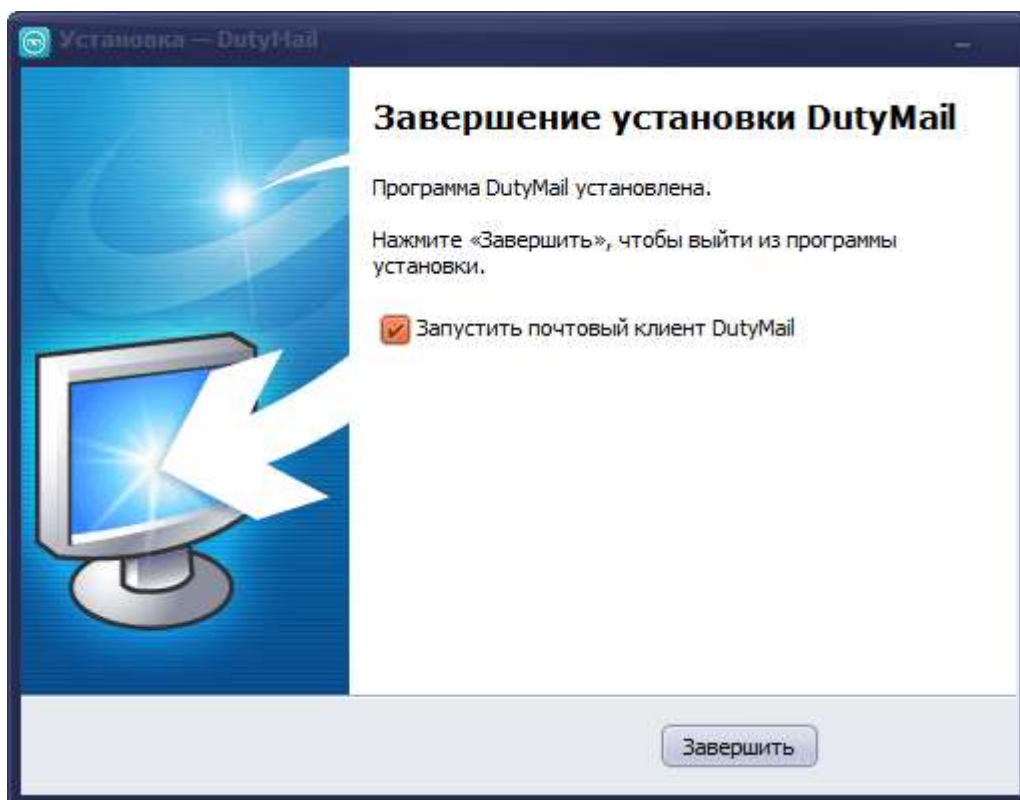 Установка — DutyMail
Завершение установки DutyMail
Программа DutyMail установлена.
Нажмите «Завершить», чтобы выйти из программы
установки.
Запустить почтовый клиент DutyMail
Завершить